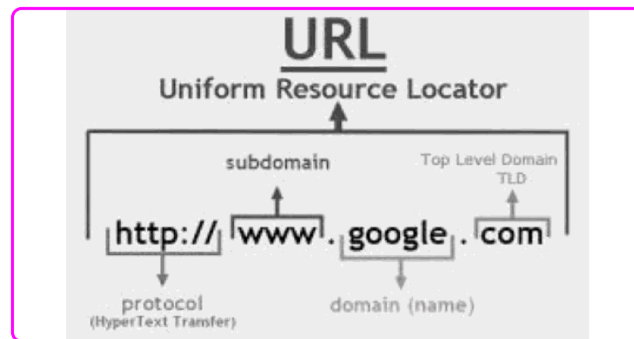 URL
Uniform Resource Locator
subdomain
Top Level Domain
TLD
http:// www . google . com
protocol
(HyperText Transfer)
domain (name)